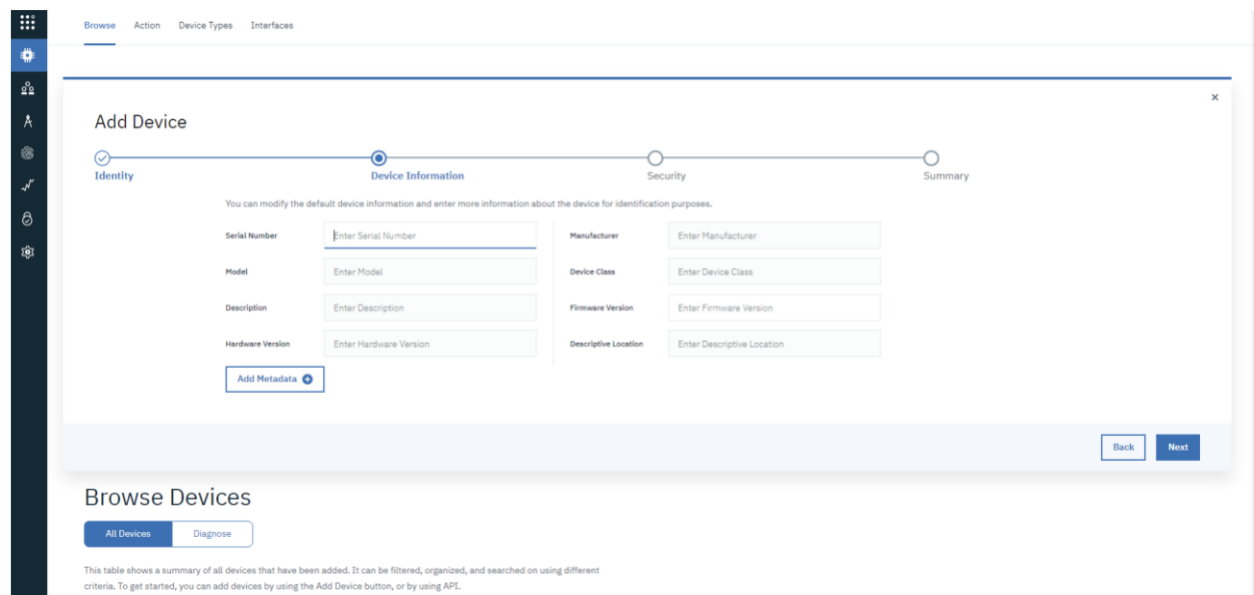 Browse Action Device Types Interfaces
Add Device
Identity Device Information Security Summary
You can modify the default device information and enter more information about the device for identification purposes.
Serial Number Enter Serial Number Manufacturer Enter Manufacturer
Model Enter Model Device Class Enter Device Class
Description Enter Description Firmware Version Enter Firmware Version
Hardware Version Enter Hardware Version Descriptive Location Enter Descriptive Location
Add Metadata
Back Next
Browse Devices
All Devices Diagnose
This table shows a summary of all devices that have been added. It can be filtered, organized, and searched on using different
criteria. To get started, you can add devices by using the Add Device button, or by using API.